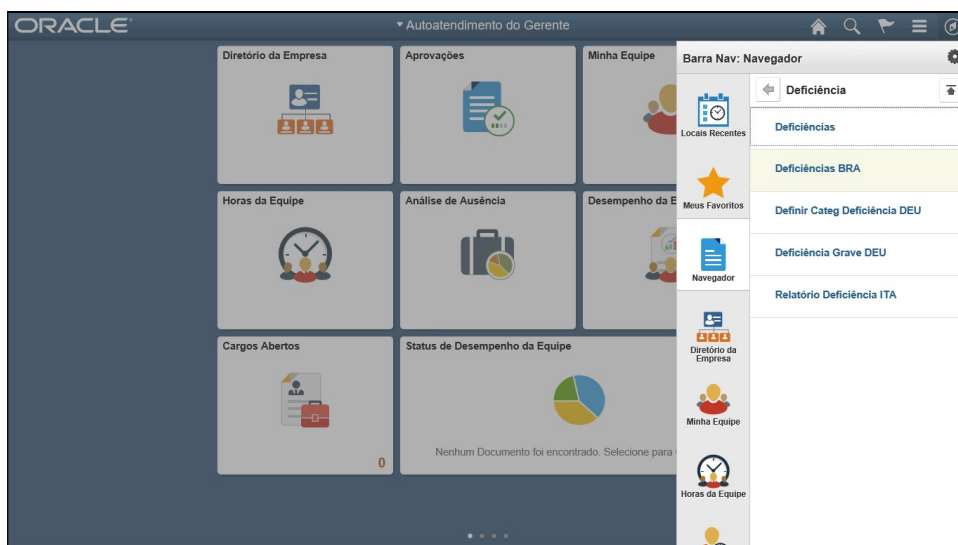 ORACLE
Autoatendimento do Gerente
Diretório da Empresa
Aprovações
Minha Equipe
Horas da Equipe
Análise de Ausência
Desempenho da E
Cargos Abertos
0
Status de Desempenho da Equipe
Nenhum Documento foi encontrado. Selecione para
Barra Nav: Navegador
Locais Recentes
Meus Favoritos
Navegador
Diretório da
Empresa
Minha Equipe
Horas da Equipe
Deficiência
Deficiências
Deficiências BRA
Definir Categ Deficiência DEU
Deficiência Grave DEU
Relatório Deficiência ITA